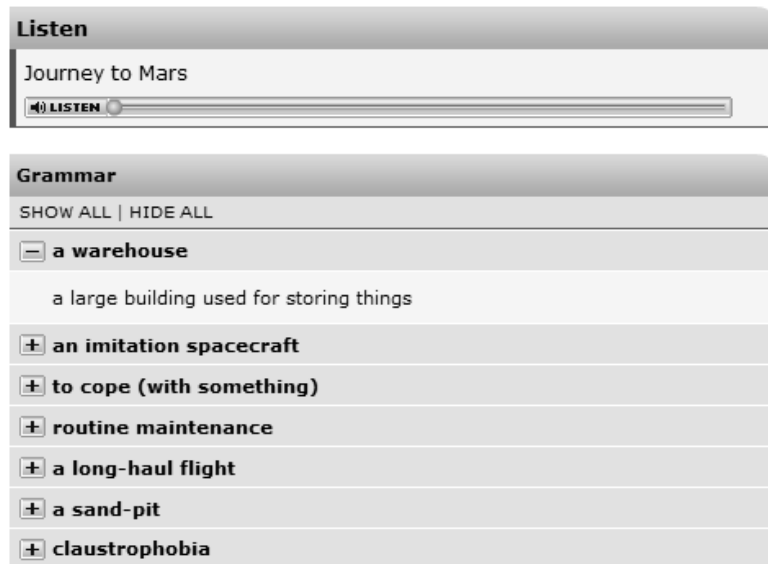 Listen
Journey to Mars
LISTEN
Grammar
SHOW ALL | HIDE ALL
a warehouse
a large building used for storing things
an imitation spacecraft
to cope (with something)
routine maintenance
a long-haul flight
a sand-pit
claustrophobia